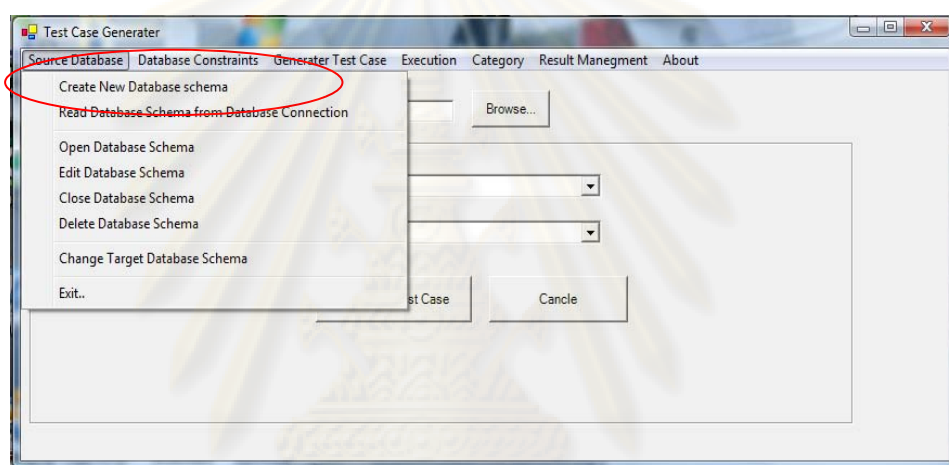 Test Case Generater
Source Database Database Constraints Generater Test Case Execution Category Result Manegment About
Create New Database schema
Read Database Schema from Database Connection
Browse...
Open Database Schema
Edit Database Schema
Close Database Schema
Delete Database Schema
Change Target Database Schema
Exit..
st Case
Cancle